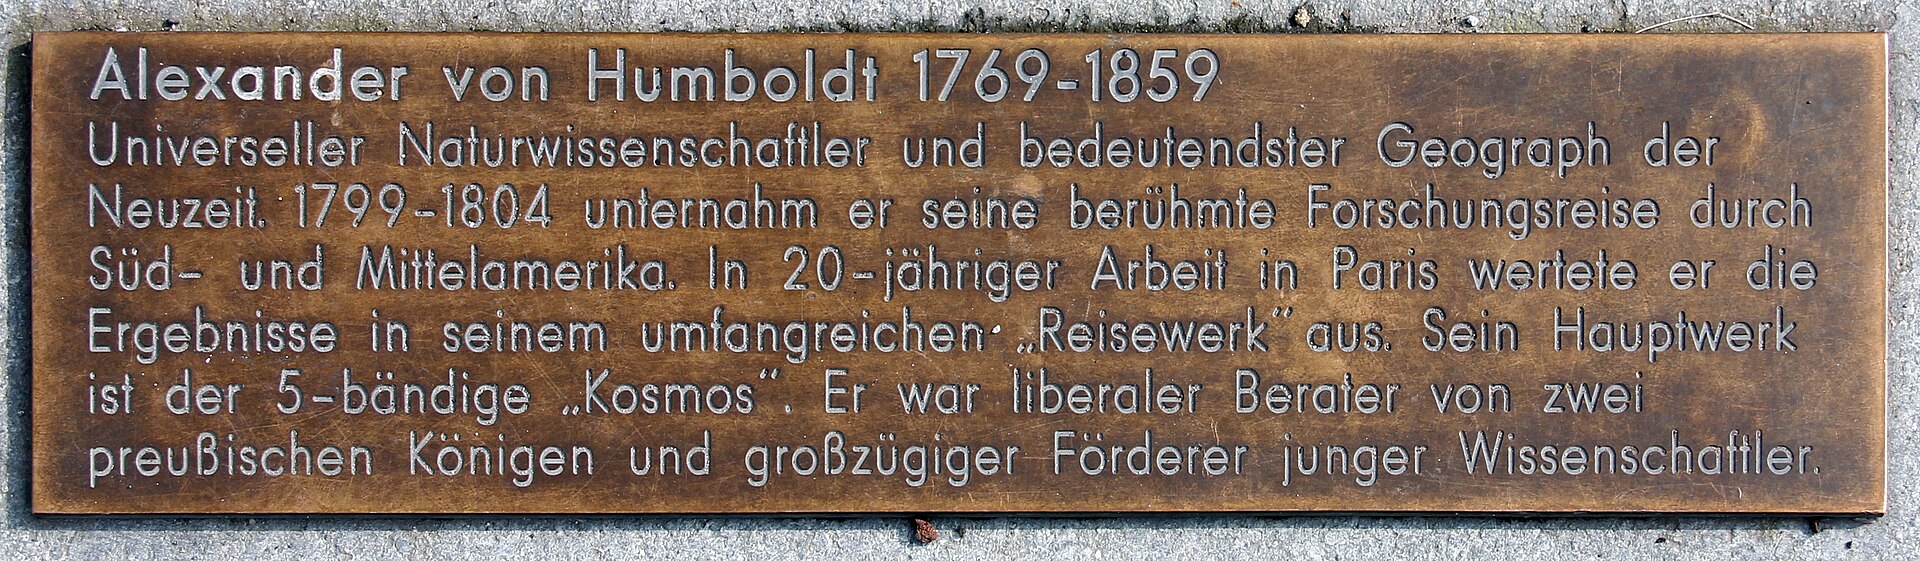 Alexander von Humboldt 1769-1859
Universeller Naturwissenschaftler und bedeutendster Geograph der
Neuzeit. 1799-1804 unternahm er seine berühmte Forschungsreise durch
Süd- und Mittelamerika. In 20-jähriger Arbeit in Paris wertete er die
Ergebnisse in seinem umfangreichen „Reisewerk“ aus. Sein Hauptwerk
ist der 5-bändige „Kosmos“. Er war liberaler Berater von zwei
preußischen Königen und großzügiger Förderer junger Wissenschaftler.